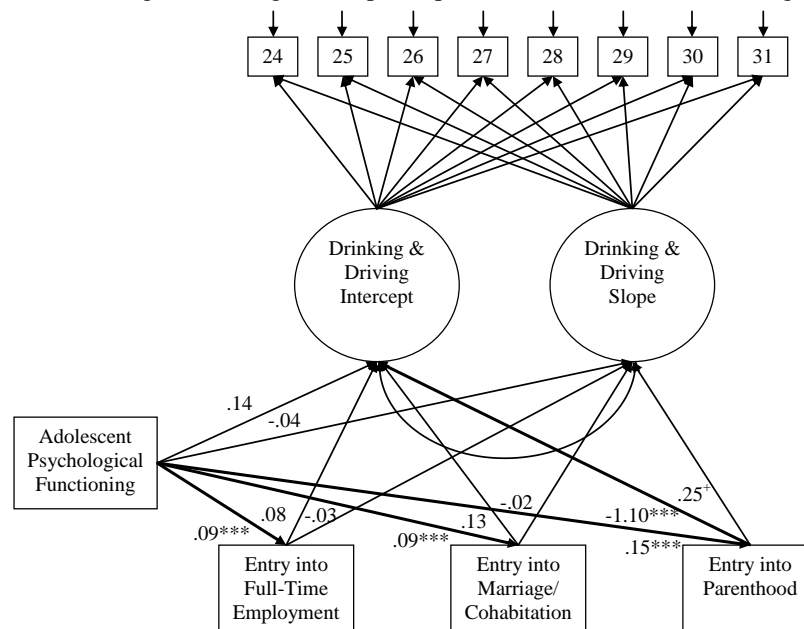 24 25 26 27 28 29 30 31
Drinking &
Driving
Intercept
Drinking &
Driving
Slope
.14
-.04
Adolescent
Psychological
Functioning
.25⁺
-.02
.08
-.03
.13
-1.10***
.09***
.09***
.15***
Entry into
Full-Time
Employment
Entry into
Marriage/
Cohabitation
Entry into
Parenthood